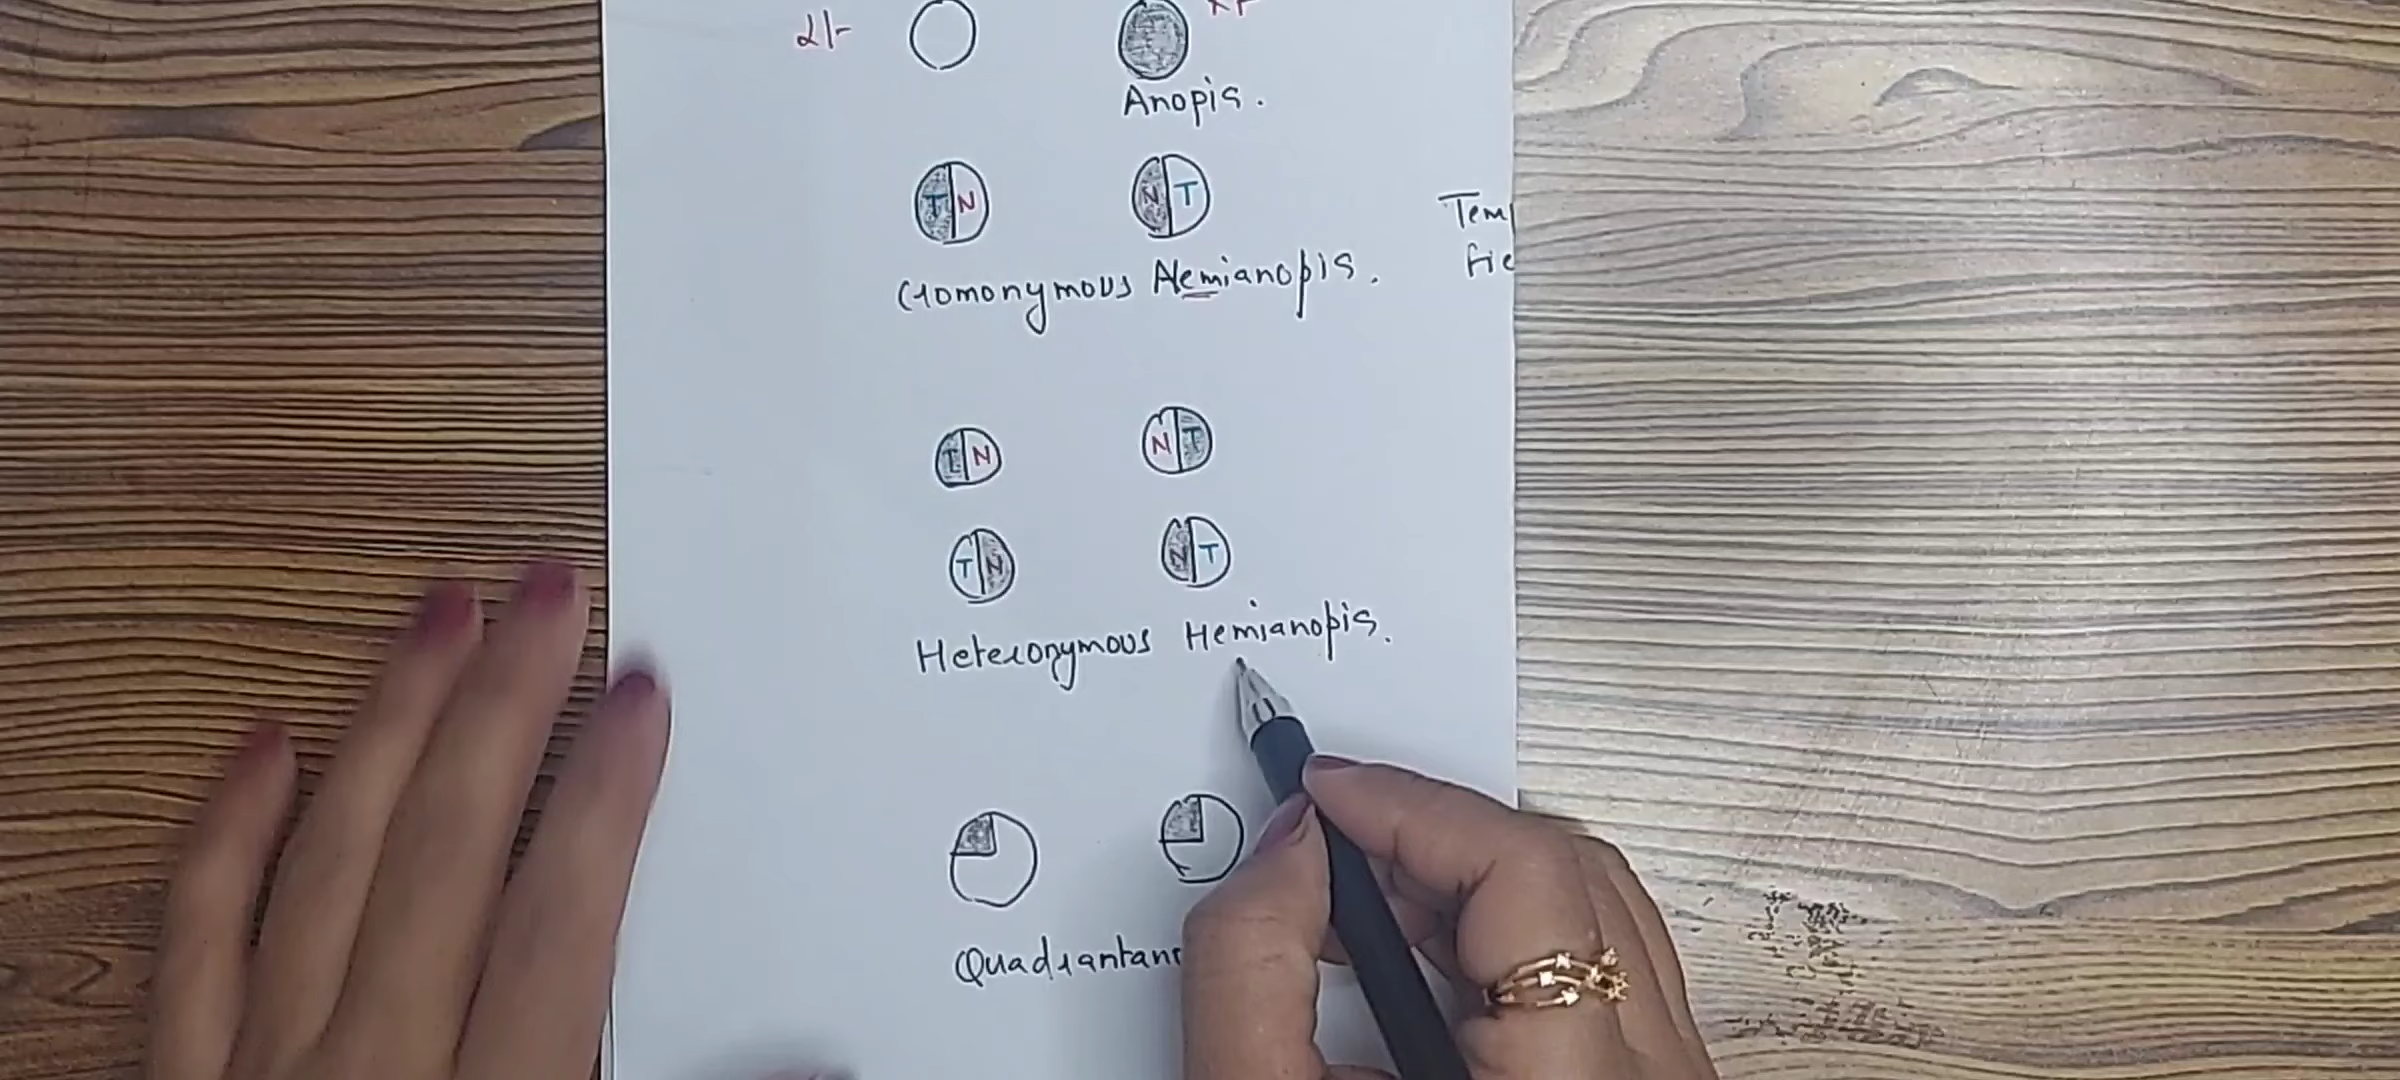 Anopia.
T N N T
Homonymous Hemianopia.
Tem
fie
T N N T
T N N T
Heteronymous Hemianopia.
Quadrantan